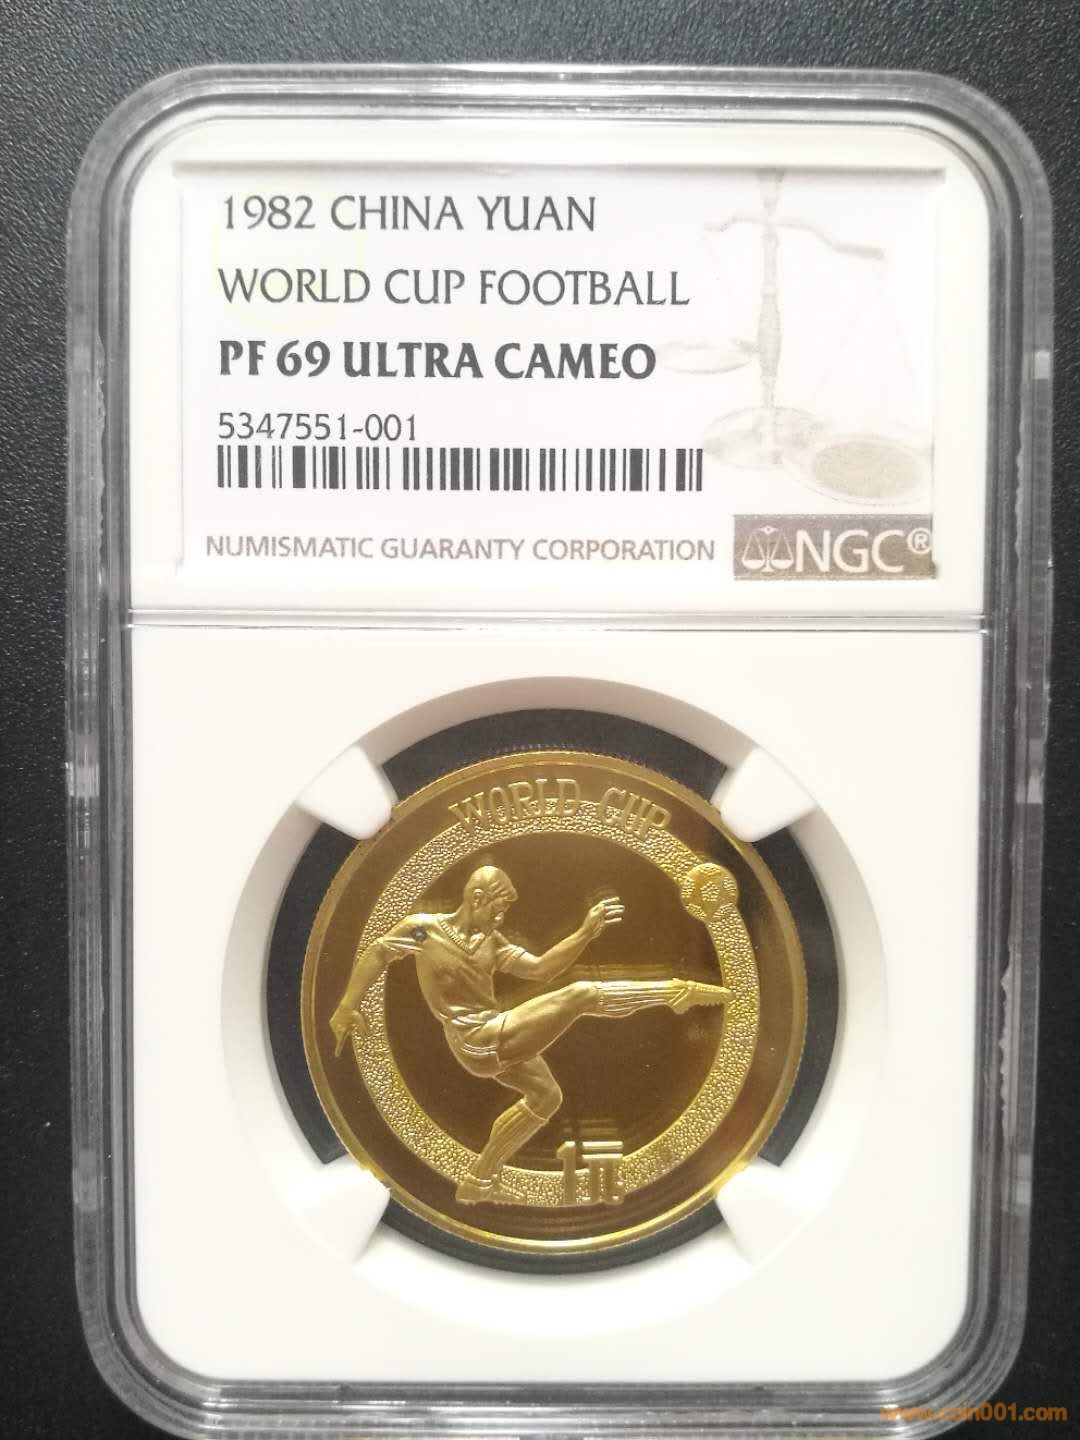 1982 CHINA YUAN
WORLD CUP FOOTBALL
PF 69 ULTRA CAMEO
5347551-001
NUMISMATIC GUARANTY CORPORATION
NGC®
WORLD CUP
1元
www.coin001.com